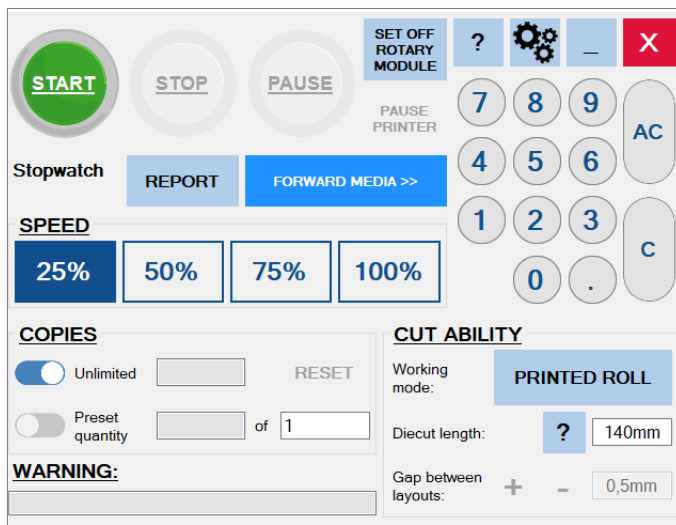 START
STOP
PAUSE
SET OFF
ROTARY
MODULE
?
_
X
PAUSE
PRINTER
7 8 9
AC
4 5 6
Stopwatch
REPORT
FORWARD MEDIA >>
1 2 3
C
0 .
SPEED
25% 50% 75% 100%
COPIES
Unlimited
RESET
Preset
quantity
of 1
WARNING:
CUT ABILITY
Working
mode:
PRINTED ROLL
Diecut length:
?
140mm
Gap between
layouts:
+ -
0,5mm